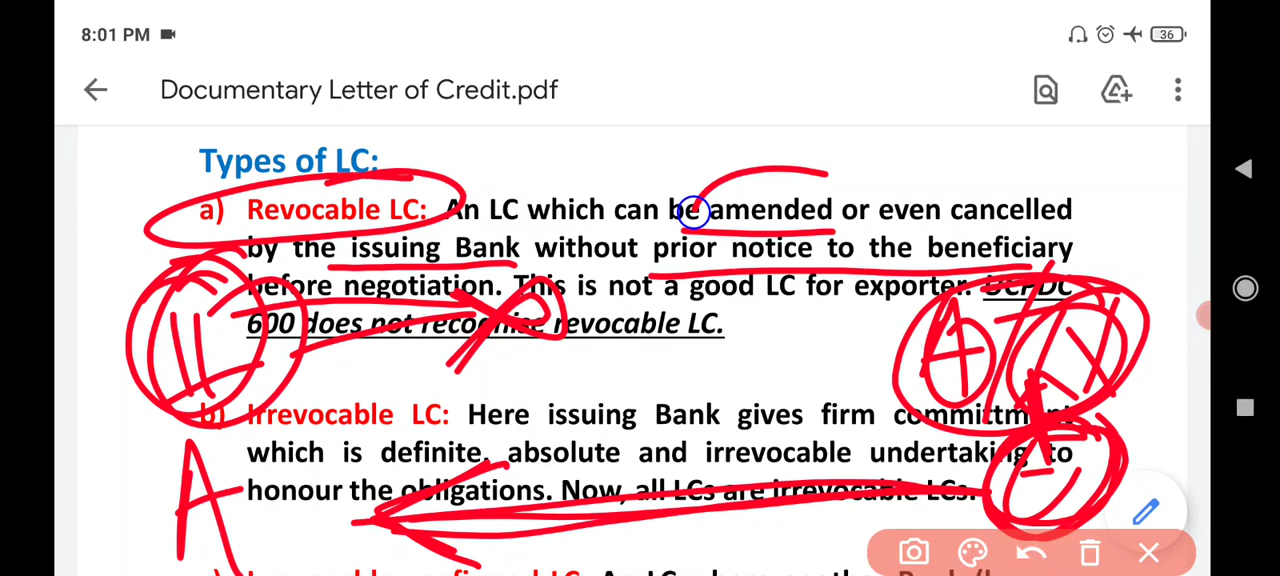 8:01 PM
36
Documentary Letter of Credit.pdf
Types of LC:
a) Revocable LC: An LC which can be amended or even cancelled
by the issuing Bank without prior notice to the beneficiary
before negotiation. This is not a good LC for exporter. UCPDC
600 does not recognise revocable LC.
b) Irrevocable LC: Here issuing Bank gives firm committment
which is definite, absolute and irrevocable undertaking to
honour the obligations. Now, all LCs are irrevocable LCs.
A